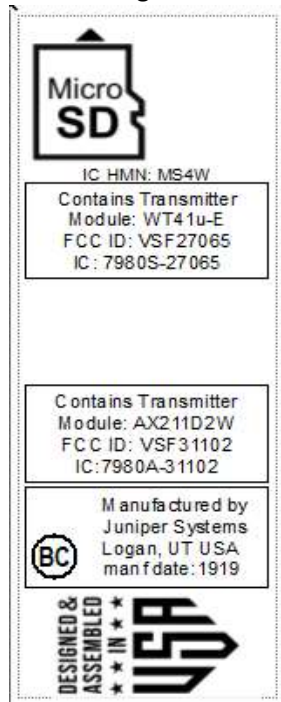 Micro
SD
IC HMN: MS4W
Contains Transmitter
Module: WT41u-E
FCC ID: VSF27065
IC: 7980S-27065
Contains Transmitter
Module: AX211D2W
FCC ID: VSF31102
IC:7980A-31102
BC
Manufactured by
Juniper Systems
Logan, UT USA
manf date:1919
DESIGNED &
ASSEMBLED
IN
USA